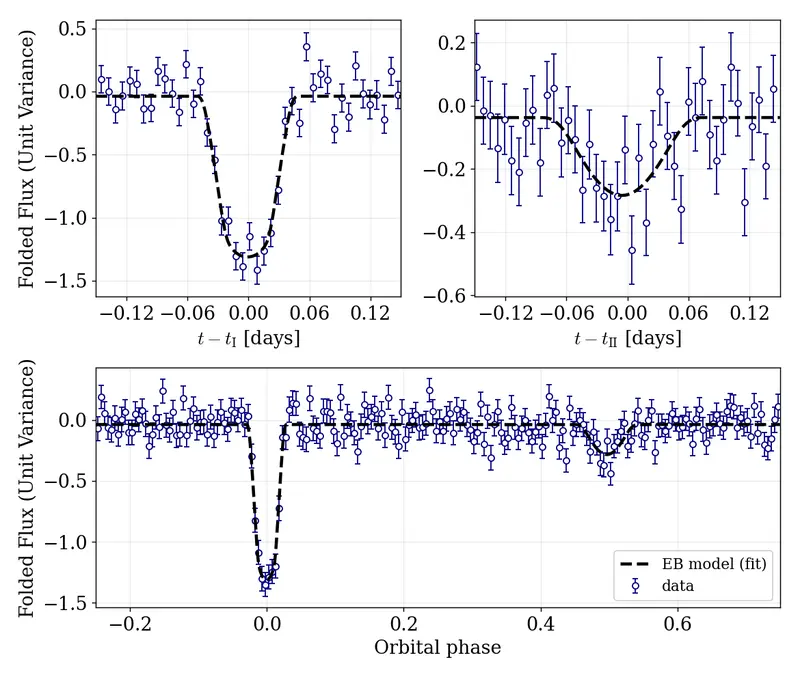 Folded Flux (Unit Variance)
0.5
0.0
−0.5
−1.0
−1.5
−0.12 −0.06 0.00 0.06 0.12
t − t_I [days]
0.2
0.0
−0.2
−0.4
−0.6
−0.12 −0.06 0.00 0.06 0.12
t − t_II [days]
Folded Flux (Unit Variance)
0.0
−0.5
−1.0
−1.5
−0.2 0.0 0.2 0.4 0.6
Orbital phase
EB model (fit)
data